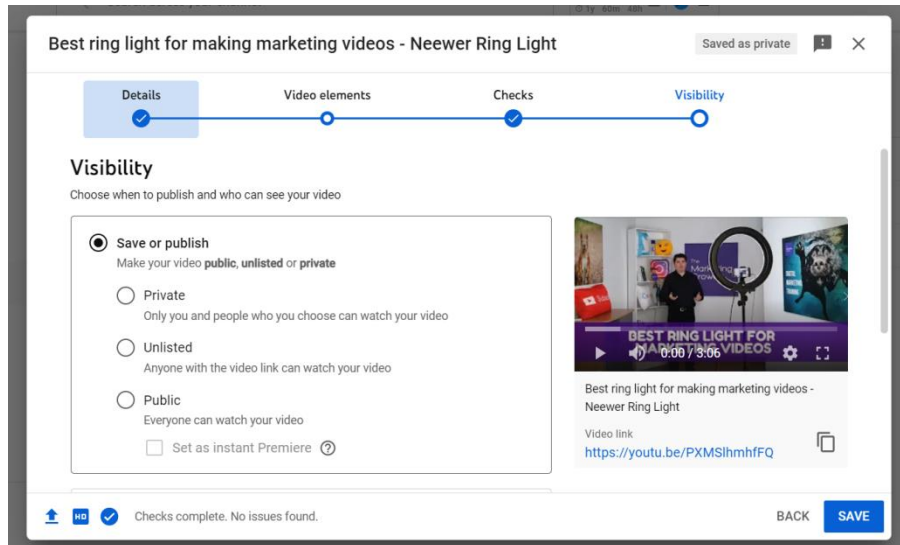 Best ring light for making marketing videos - Neewer Ring Light
Saved as private
Details
Video elements
Checks
Visibility
Visibility
Choose when to publish and who can see your video
Save or publish
Make your video public, unlisted or private
Private
Only you and people who you choose can watch your video
Unlisted
Anyone with the video link can watch your video
Public
Everyone can watch your video
Set as instant Premiere
BEST RING LIGHT FOR
MARKETING VIDEOS
0:00 / 3:06
Best ring light for making marketing videos -
Neewer Ring Light
Video link
https://youtu.be/PXMSlhmhfFQ
HD
Checks complete. No issues found.
BACK
SAVE